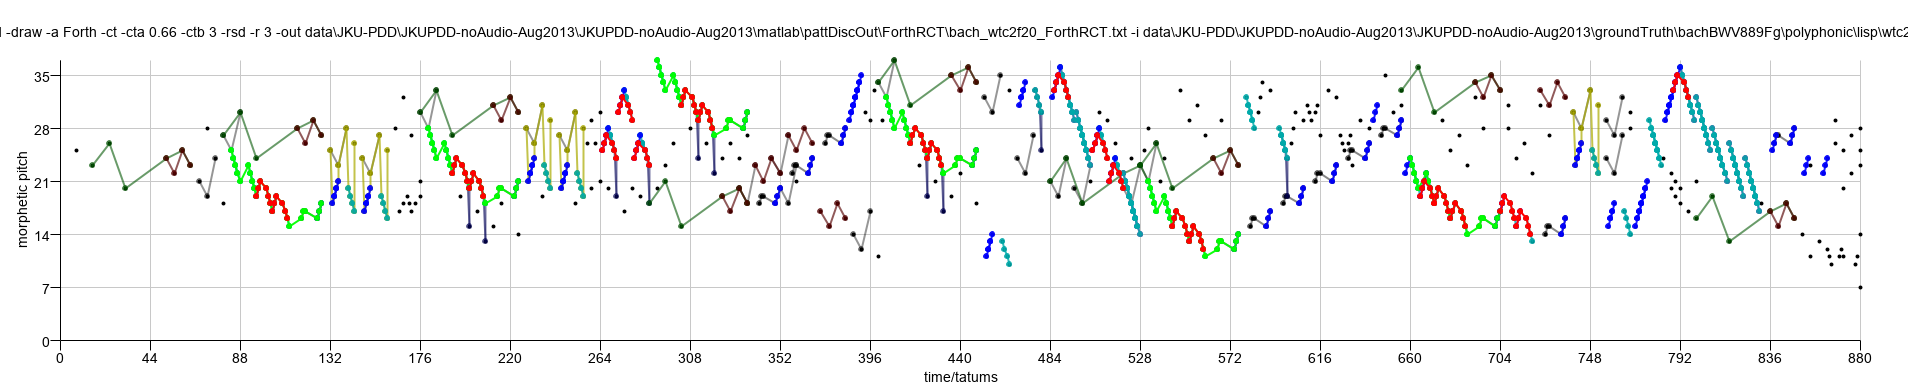 -draw -a Forth -ct -cta 0.66 -ctb 3 -rsd -r 3 -out data\JKU-PDD\JKUPDD-noAudio-Aug2013\JKUPDD-noAudio-Aug2013\matlab\pattDiscOut\ForthRCT\bach_wtc2f20_ForthRCT.txt -i data\JKU-PDD\JKUPDD-noAudio-Aug2013\JKUPDD-noAudio-Aug2013\groundTruth\bachBWV889Fg\polyphonic\lisp\wtc2
35
28
21
14
7
0
morphetic pitch
0 44 88 132 176 220 264 308 352 396 440 484 528 572 616 660 704 748 792 836 880
time/tatums